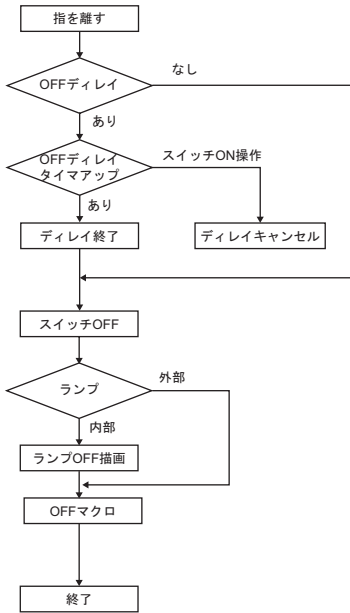 指を離す
OFFディレイ
なし
あり
OFFディレイ
タイマアップ
スイッチON操作
あり
ディレイ終了
ディレイキャンセル
スイッチOFF
ランプ
外部
内部
ランプOFF描画
OFFマクロ
終了